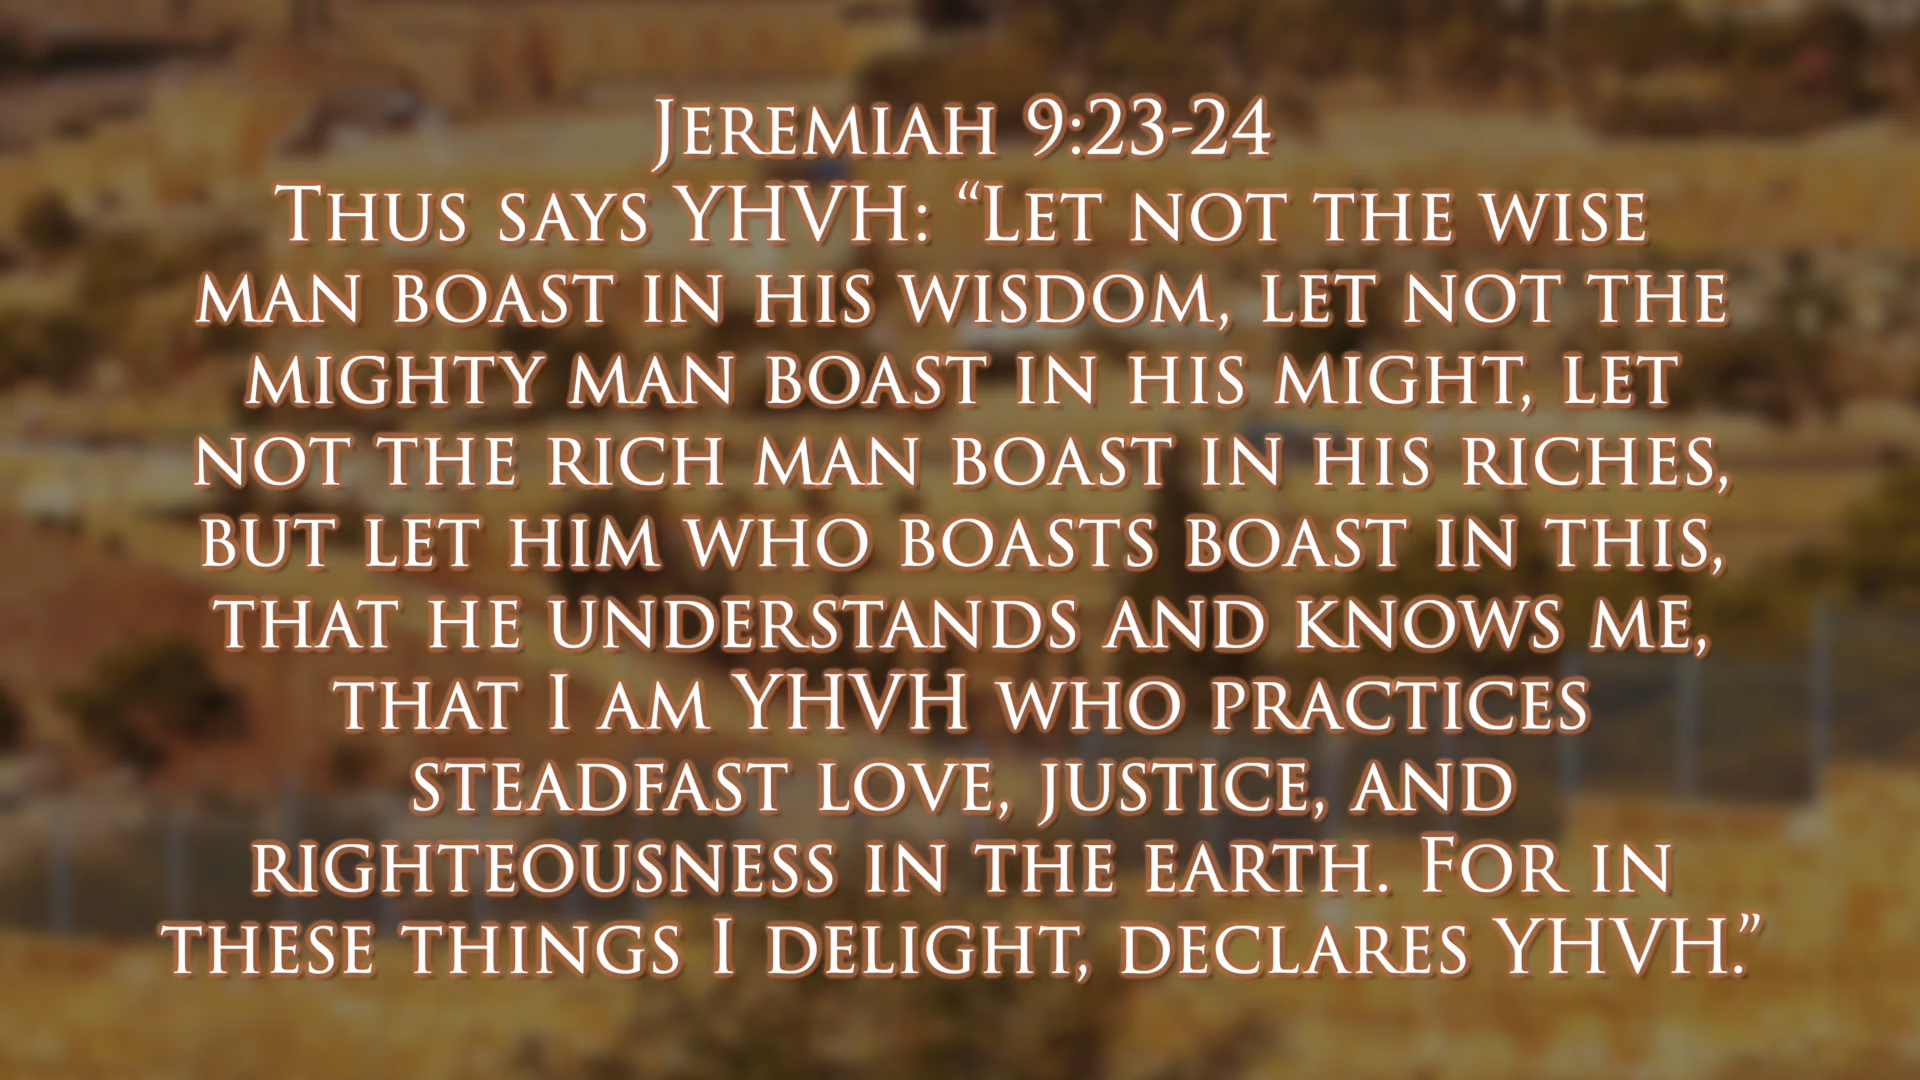 Jeremiah 9:23-24
Thus says YHVH: “Let not the wise
man boast in his wisdom, let not the
mighty man boast in his might, let
not the rich man boast in his riches,
but let him who boasts boast in this,
that he understands and knows me,
that I am YHVH who practices
steadfast love, justice, and
righteousness in the earth. For in
these things I delight, declares YHVH.”